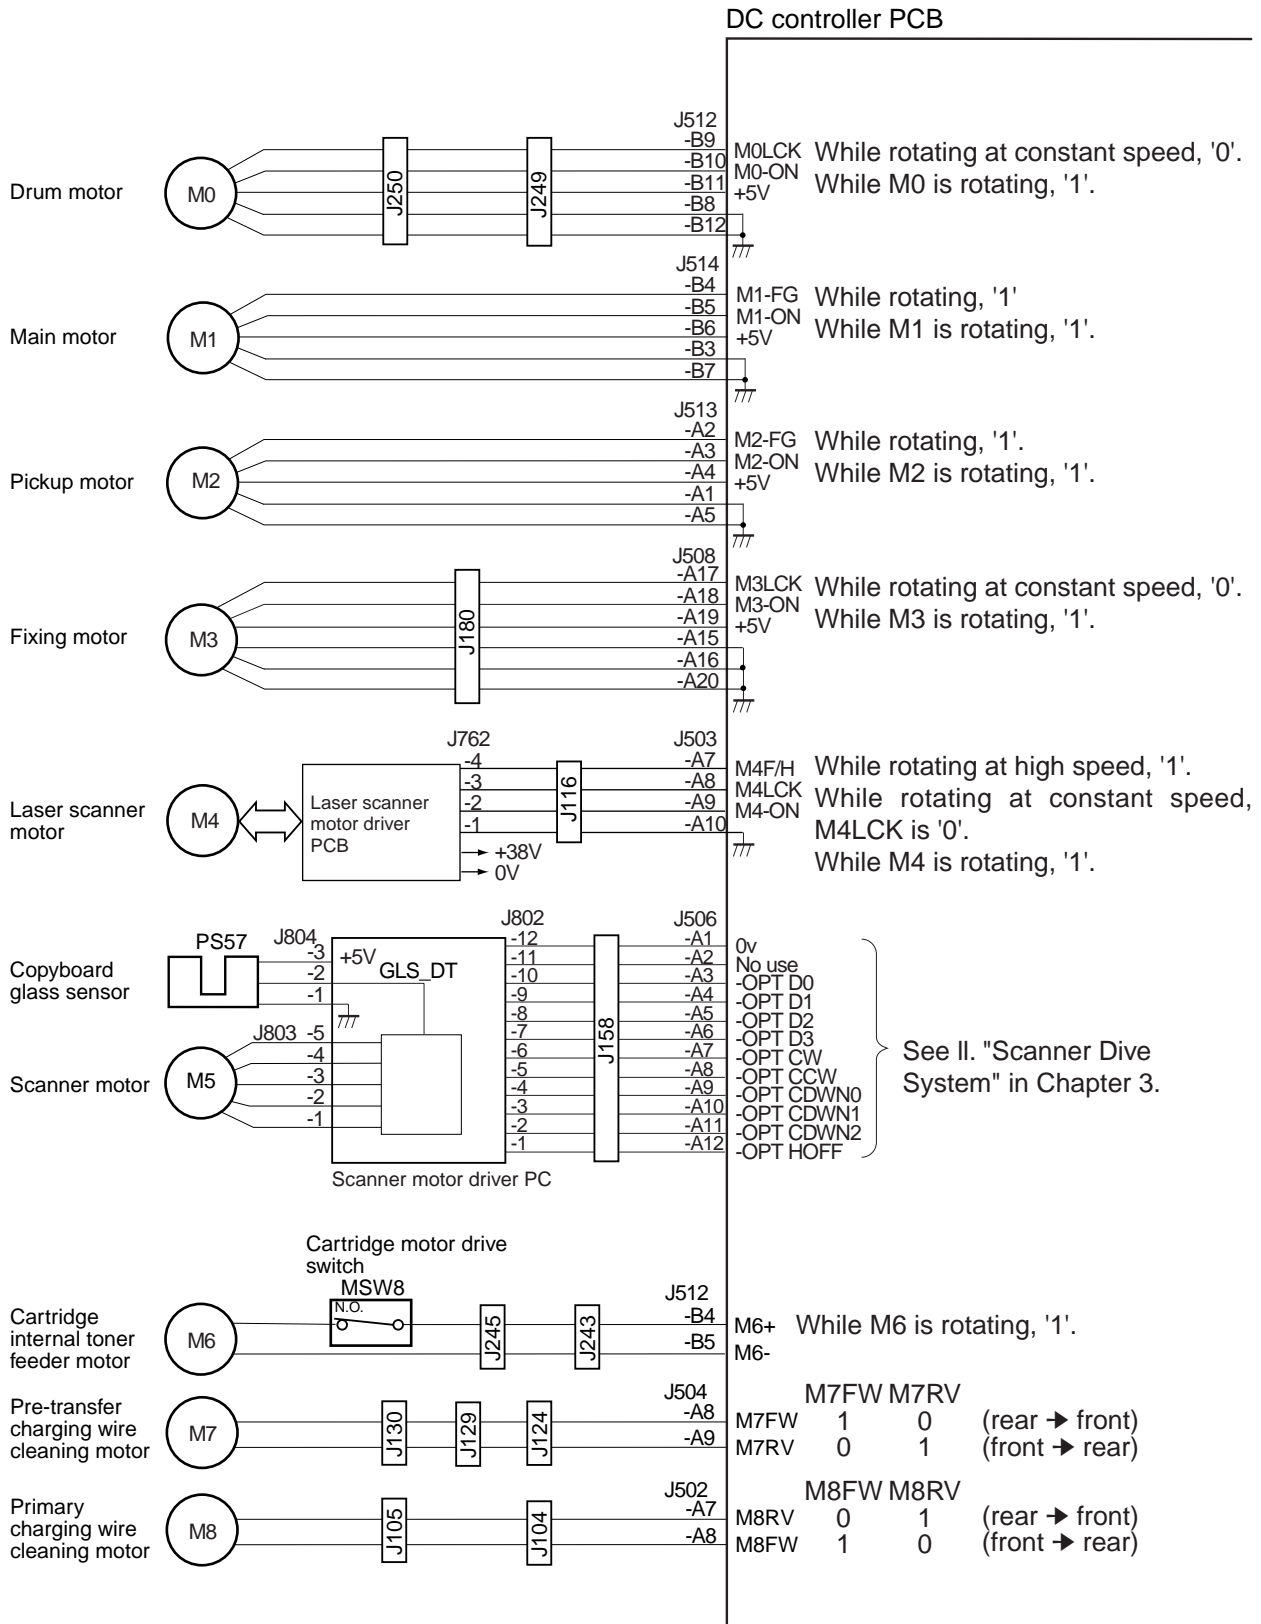 DC controller PCB
J512
-B9
-B10
-B11
-B8
-B12
Drum motor
M0
J250
J249
M0LCK
M0-ON
+5V
While rotating at constant speed, '0'.
While M0 is rotating, '1'.
J514
-B4
-B5
-B6
-B3
-B7
Main motor
M1
M1-FG
M1-ON
+5V
While rotating, '1'
While M1 is rotating, '1'.
J513
-A2
-A3
-A4
-A1
-A5
Pickup motor
M2
M2-FG
M2-ON
+5V
While rotating, '1'.
While M2 is rotating, '1'.
J508
-A17
-A18
-A19
-A15
-A16
-A20
Fixing motor
M3
J180
M3LCK
M3-ON
+5V
While rotating at constant speed, '0'.
While M3 is rotating, '1'.
Laser scanner
motor
M4
Laser scanner
motor driver
PCB
J762
-4
-3
-2
-1
+38V
0V
J116
J503
-A7
-A8
-A9
-A10
M4F/H
M4LCK
M4-ON
While rotating at high speed, '1'.
While rotating at constant speed,
M4LCK is '0'.
While M4 is rotating, '1'.
Copyboard
glass sensor
PS57
J804
-3
-2
-1
+5V
GLS_DT
Scanner motor
M5
J803
-5
-4
-3
-2
-1
Scanner motor driver PC
J802
-12
-11
-10
-9
-8
-7
-6
-5
-4
-3
-2
-1
J158
J506
-A1
-A2
-A3
-A4
-A5
-A6
-A7
-A8
-A9
-A10
-A11
-A12
0v
No use
-OPT D0
-OPT D1
-OPT D2
-OPT D3
-OPT CW
-OPT CCW
-OPT CDWN0
-OPT CDWN1
-OPT CDWN2
-OPT HOFF
See II. "Scanner Dive
System" in Chapter 3.
Cartridge motor drive
switch
MSW8
N.O.
Cartridge
internal toner
feeder motor
M6
J245
J243
J512
-B4
-B5
M6+
M6-
While M6 is rotating, '1'.
Pre-transfer
charging wire
cleaning motor
M7
J130
J129
J124
J504
-A8
-A9
M7FW M7RV
M7FW 1 0 (rear → front)
M7RV 0 1 (front → rear)
Primary
charging wire
cleaning motor
M8
J105
J104
J502
-A7
-A8
M8FW M8RV
M8RV 0 1 (rear → front)
M8FW 1 0 (front → rear)